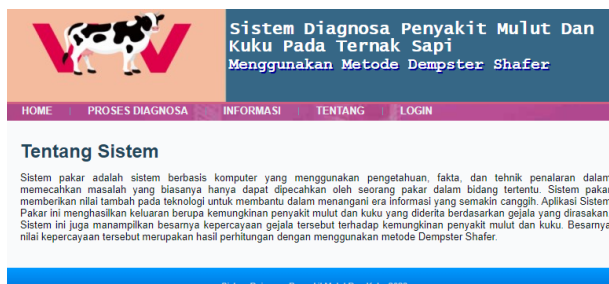 Sistem Diagnosa Penyakit Mulut Dan
Kuku Pada Ternak Sapi
Menggunakan Metode Dempster Shafer
HOME | PROSES DIAGNOSA | INFORMASI | TENTANG | LOGIN
Tentang Sistem
Sistem pakar adalah sistem berbasis komputer yang menggunakan pengetahuan, fakta, dan tehnik penalaran dalam
memecahkan masalah yang biasanya hanya dapat dipecahkan oleh seorang pakar dalam bidang tertentu. Sistem pakar
memberikan nilai tambah pada teknologi untuk membantu dalam menangani era informasi yang semakin canggih. Aplikasi Sistem
Pakar ini menghasilkan keluaran berupa kemungkinan penyakit mulut dan kuku yang diderita berdasarkan gejala yang dirasakan.
Sistem ini juga manampilkan besarnya kepercayaan gejala tersebut terhadap kemungkinan penyakit mulut dan kuku. Besarnya
nilai kepercayaan tersebut merupakan hasil perhitungan dengan menggunakan metode Dempster Shafer.